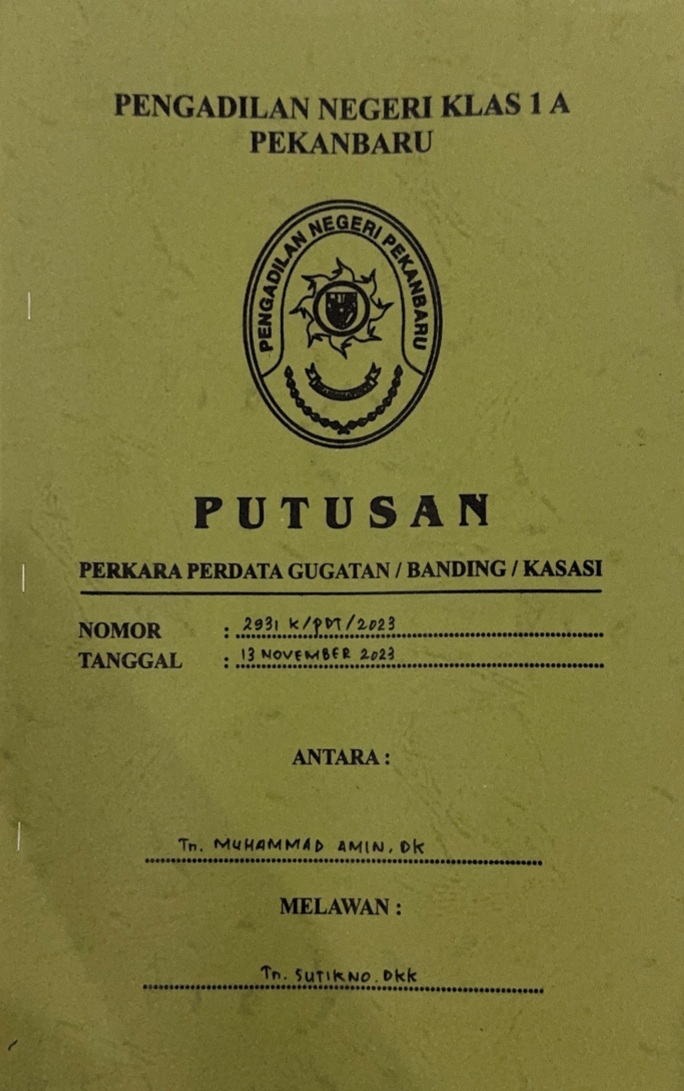 PENGADILAN NEGERI KLAS 1 A
PEKANBARU
PENGADILAN NEGERI PEKANBARU
PUTUSAN
PERKARA PERDATA GUGATAN / BANDING / KASASI
NOMOR : 2931 K/PDT/2023
TANGGAL : 13 NOVEMBER 2023
ANTARA :
Tn. MUHAMMAD AMIN, DK
MELAWAN :
Tn. SUTIKNO. DKK